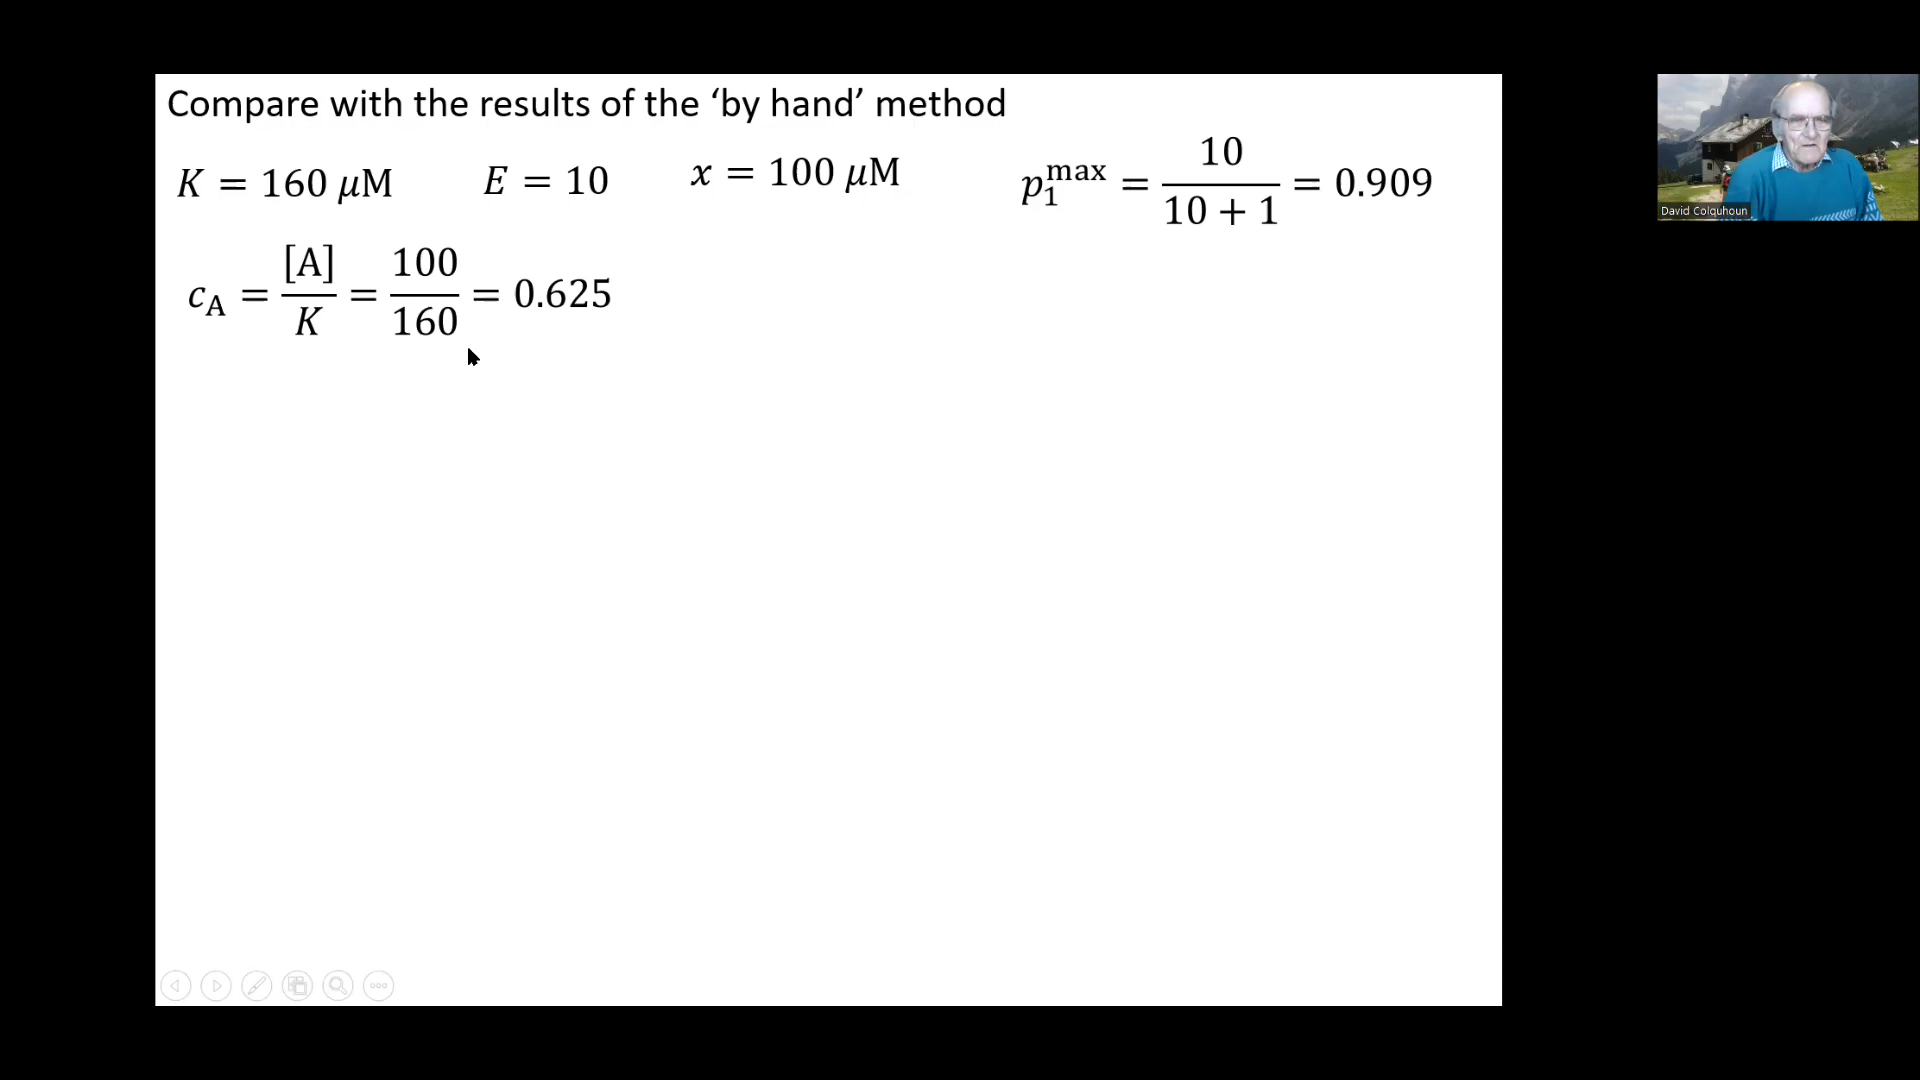 Compare with the results of the ‘by hand’ method
K = 160 μM E = 10 x = 100 μM p₁ᵐᵃˣ = 10/(10 + 1) = 0.909
c_A = [A]/K = 100/160 = 0.625
David Colquhoun